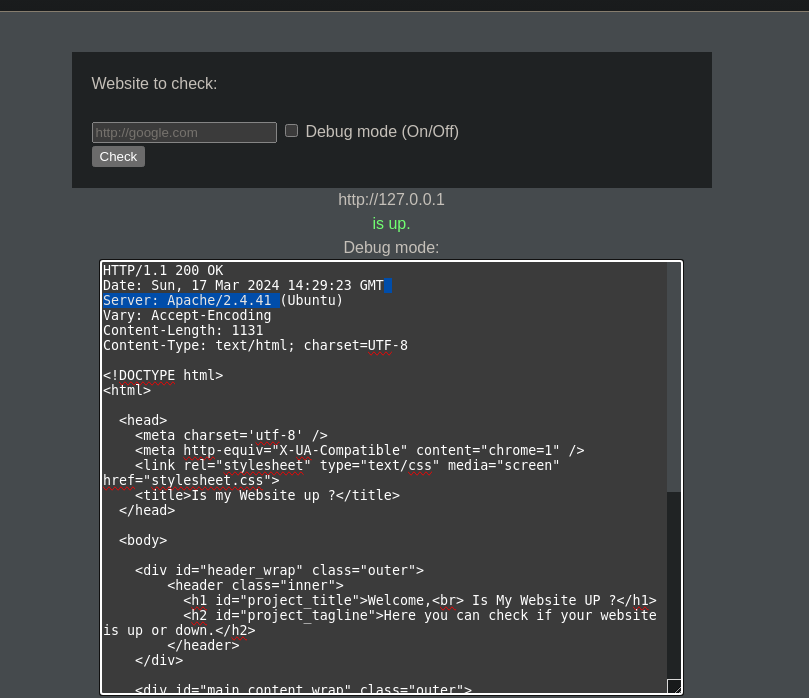 Website to check:
http://google.com
Debug mode (On/Off)
Check
http://127.0.0.1
is up.
Debug mode:
HTTP/1.1 200 OK
Date: Sun, 17 Mar 2024 14:29:23 GMT
Server: Apache/2.4.41 (Ubuntu)
Vary: Accept-Encoding
Content-Length: 1131
Content-Type: text/html; charset=UTF-8
<!DOCTYPE html>
<html>
<head>
<meta charset='utf-8' />
<meta http-equiv="X-UA-Compatible" content="chrome=1" />
<link rel="stylesheet" type="text/css" media="screen"
href="stylesheet.css">
<title>Is my Website up ?</title>
</head>
<body>
<div id="header_wrap" class="outer">
<header class="inner">
<h1 id="project_title">Welcome,<br> Is My Website UP ?</h1>
<h2 id="project_tagline">Here you can check if your website
is up or down.</h2>
</header>
</div>
<div id="main_content_wrap" class="outer">